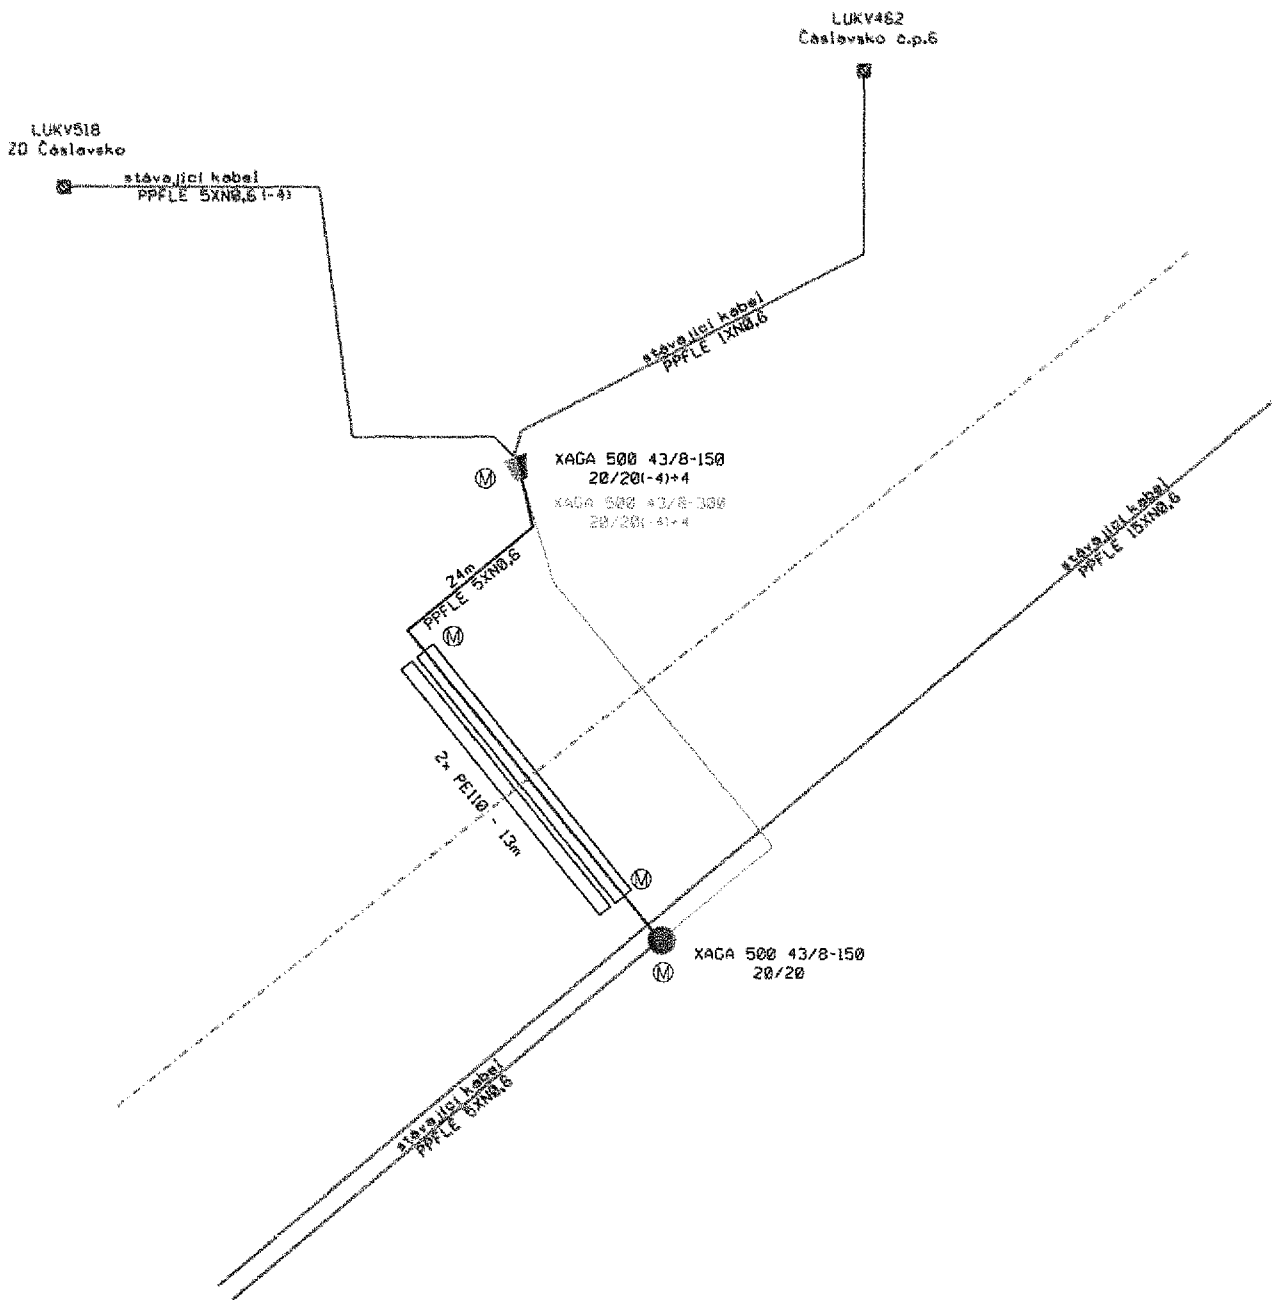 LUKV462
Čáslavsko č.p.6
LUKV518
ZD Čáslavsko
stávající kabel
PPFLE 5XN0,6 (-4)
stávající kabel
PPFLE 1XN0,6
M
XAGA 500 43/8-150
20/20(-4)+4
XAGA 500 43/8-300
20/20(-4)+4
stávající kabel
PPFLE 15XN0,6
24m
PPFLE 5XN0,6
M
2x PE110 - 13m
M
XAGA 500 43/8-150
20/20
M
stávající kabel
PPFLE 5XN0,6